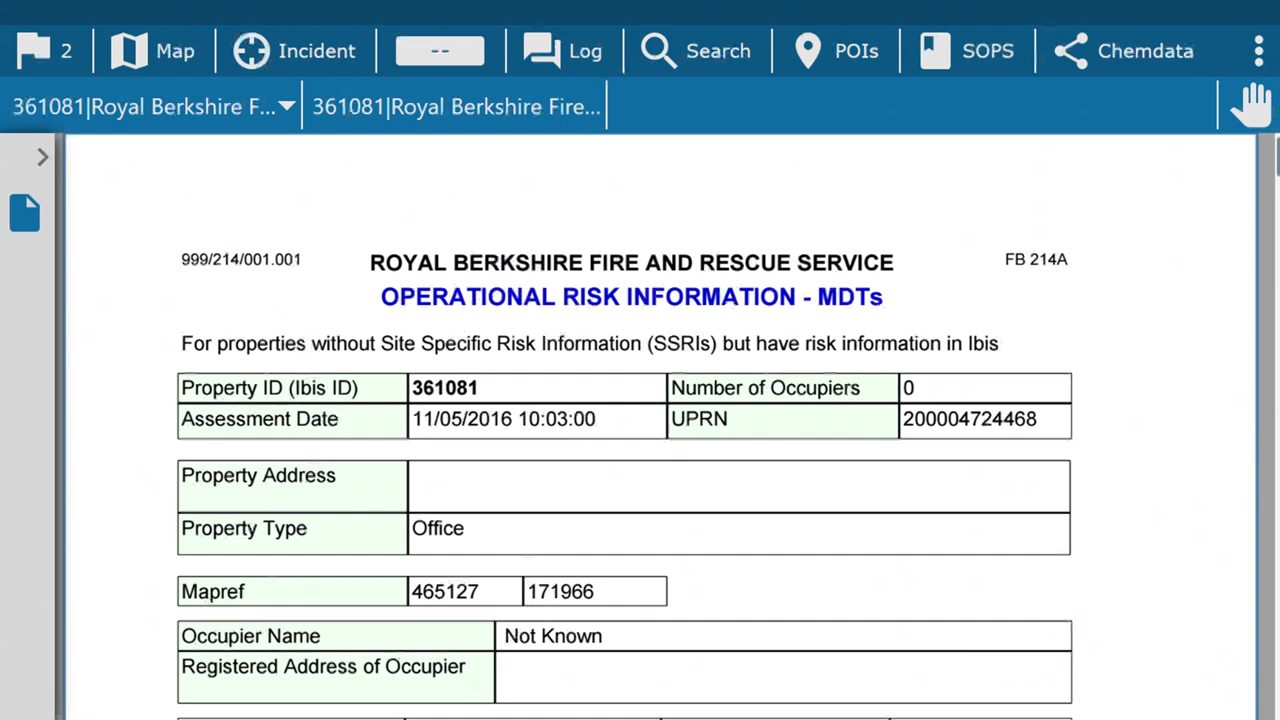 2 Map Incident -- Log Search POIs SOPS Chemdata
361081|Royal Berkshire F... 361081|Royal Berkshire Fire...
999/214/001.001 ROYAL BERKSHIRE FIRE AND RESCUE SERVICE FB 214A
OPERATIONAL RISK INFORMATION - MDTs
For properties without Site Specific Risk Information (SSRIs) but have risk information in Ibis
Property ID (Ibis ID) 361081 Number of Occupiers 0
Assessment Date 11/05/2016 10:03:00 UPRN 200004724468
Property Address
Property Type Office
Mapref 465127 171966
Occupier Name Not Known
Registered Address of Occupier